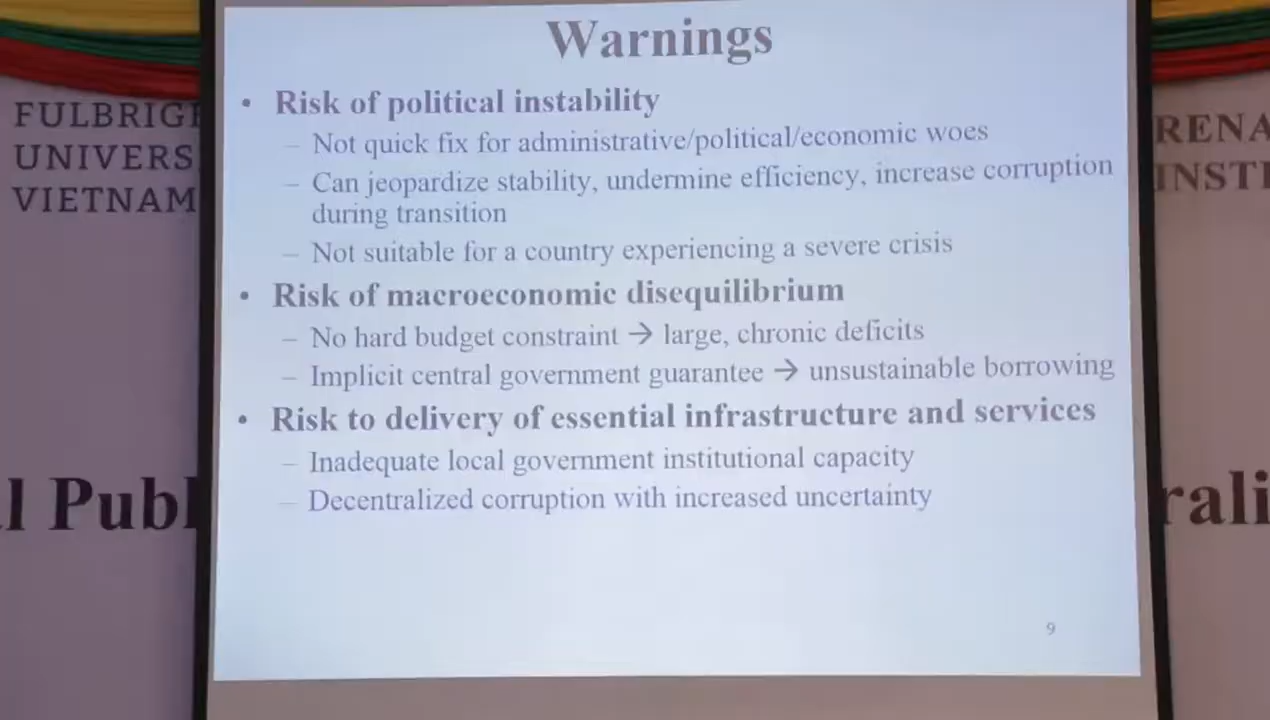 Warnings
• Risk of political instability
– Not quick fix for administrative/political/economic woes
– Can jeopardize stability, undermine efficiency, increase corruption
during transition
– Not suitable for a country experiencing a severe crisis
• Risk of macroeconomic disequilibrium
– No hard budget constraint → large, chronic deficits
– Implicit central government guarantee → unsustainable borrowing
• Risk to delivery of essential infrastructure and services
– Inadequate local government institutional capacity
– Decentralized corruption with increased uncertainty
9
FULBRIG
UNIVERS
VIETNAM
RENA
INSTI
l Publ
rali